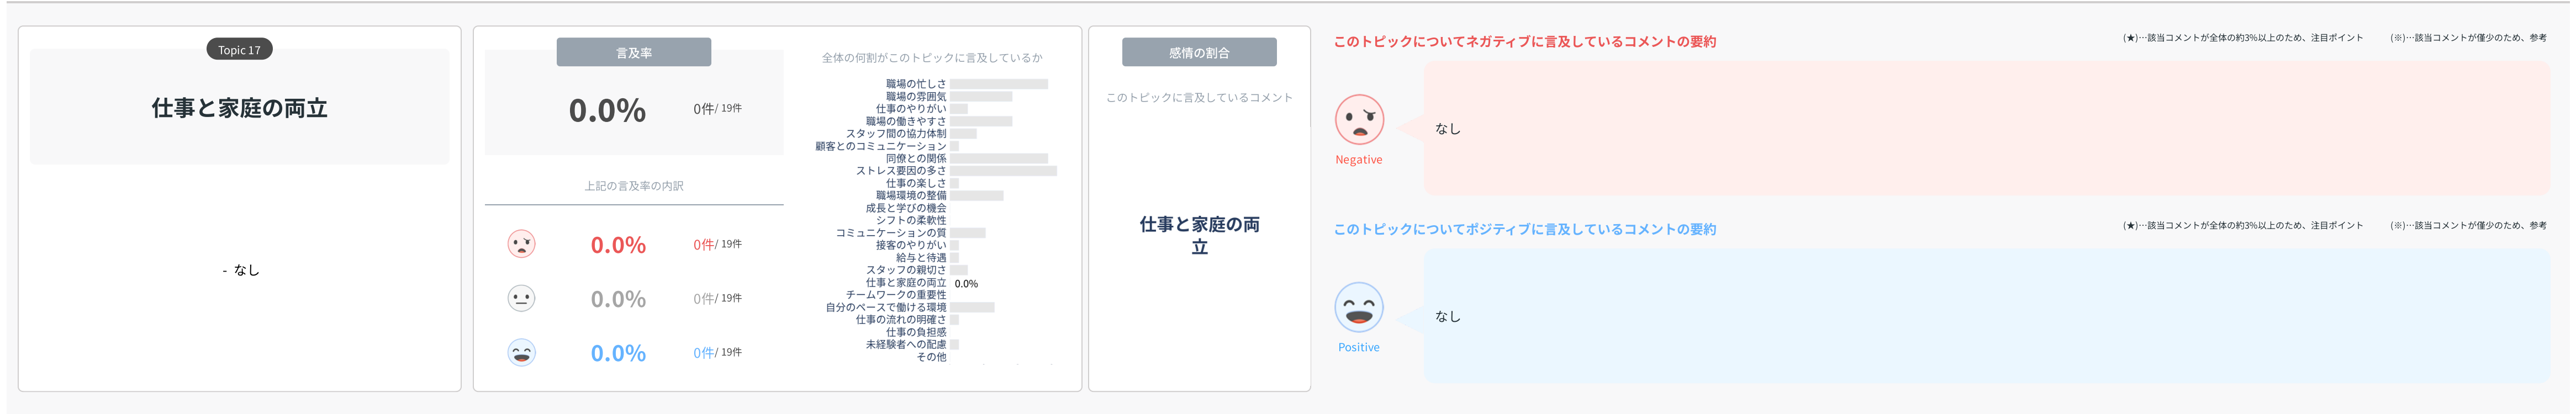 Topic 17
仕事と家庭の両立
- なし
言及率
0.0% 0件/ 19件
上記の言及率の内訳
0.0% 0件/ 19件
0.0% 0件/ 19件
0.0% 0件/ 19件
全体の何割がこのトピックに言及しているか
職場の忙しさ
職場の雰囲気
仕事のやりがい
職場の働きやすさ
スタッフ間の協力体制
顧客とのコミュニケーション
同僚との関係
ストレス要因の多さ
仕事の楽しさ
職場環境の整備
成長と学びの機会
シフトの柔軟性
コミュニケーションの質
接客のやりがい
給与と待遇
スタッフの親切さ
仕事と家庭の両立 0.0%
チームワークの重要性
自分のペースで働ける環境
仕事の流れの明確さ
仕事の負担感
未経験者への配慮
その他
感情の割合
このトピックに言及しているコメント
仕事と家庭の両
立
このトピックについてネガティブに言及しているコメントの要約
(★)…該当コメントが全体の約3%以上のため、注目ポイント (※)…該当コメントが僅少のため、参考
Negative
なし
このトピックについてポジティブに言及しているコメントの要約
(★)…該当コメントが全体の約3%以上のため、注目ポイント (※)…該当コメントが僅少のため、参考
Positive
なし